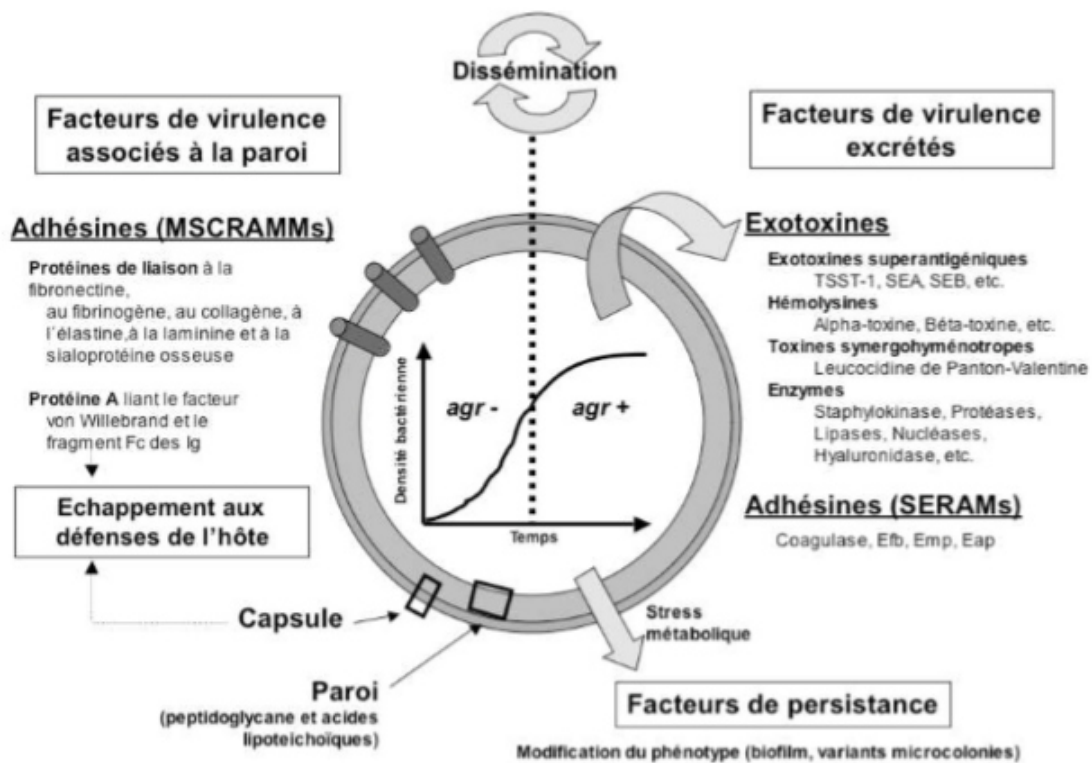 Dissémination
Facteurs de virulence
associés à la paroi
Adhésines (MSCRAMMs)
Protéines de liaison à la
fibronectine,
au fibrinogène, au collagène, à
l'élastine,à la laminine et à la
sialoprotéine osseuse
Protéine A liant le facteur
von Willebrand et le
fragment Fc des Ig
Echappement aux
défenses de l'hôte
Capsule
Paroi
(peptidoglycane et acides
lipoteichoïques)
Densité bactérienne
agr -
agr +
Temps
Facteurs de virulence
excrétés
Exotoxines
Exotoxines superantigéniques
TSST-1, SEA, SEB, etc.
Hémolysines
Alpha-toxine, Béta-toxine, etc.
Toxines synergohyménotropes
Leucocidine de Panton-Valentine
Enzymes
Staphylokinase, Protéases,
Lipases, Nucléases,
Hyaluronidase, etc.
Adhésines (SERAMs)
Coagulase, Efb, Emp, Eap
Stress
métabolique
Facteurs de persistance
Modification du phénotype (biofilm, variants microcolonies)